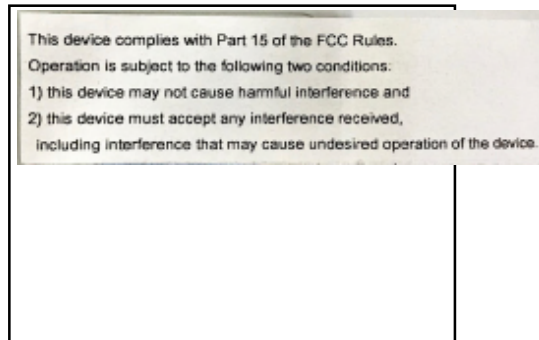 This device complies with Part 15 of the FCC Rules.
Operation is subject to the following two conditions:
1) this device may not cause harmful interference and
2) this device must accept any interference received,
including interference that may cause undesired operation of the device.